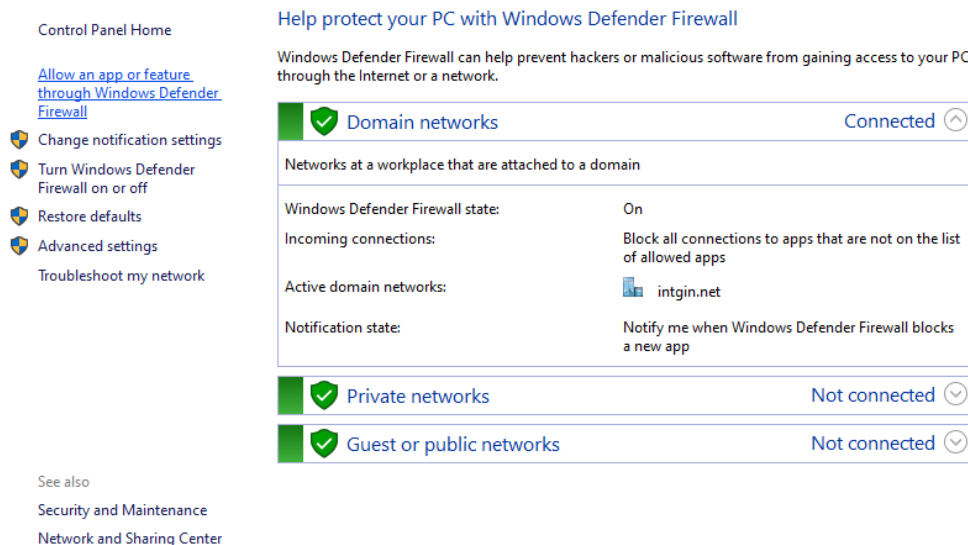 Control Panel Home
Allow an app or feature
through Windows Defender
Firewall
Change notification settings
Turn Windows Defender
Firewall on or off
Restore defaults
Advanced settings
Troubleshoot my network
See also
Security and Maintenance
Network and Sharing Center
Help protect your PC with Windows Defender Firewall
Windows Defender Firewall can help prevent hackers or malicious software from gaining access to your PC
through the Internet or a network.
Domain networks Connected
Networks at a workplace that are attached to a domain
Windows Defender Firewall state: On
Incoming connections: Block all connections to apps that are not on the list
of allowed apps
Active domain networks: intgin.net
Notification state: Notify me when Windows Defender Firewall blocks
a new app
Private networks Not connected
Guest or public networks Not connected